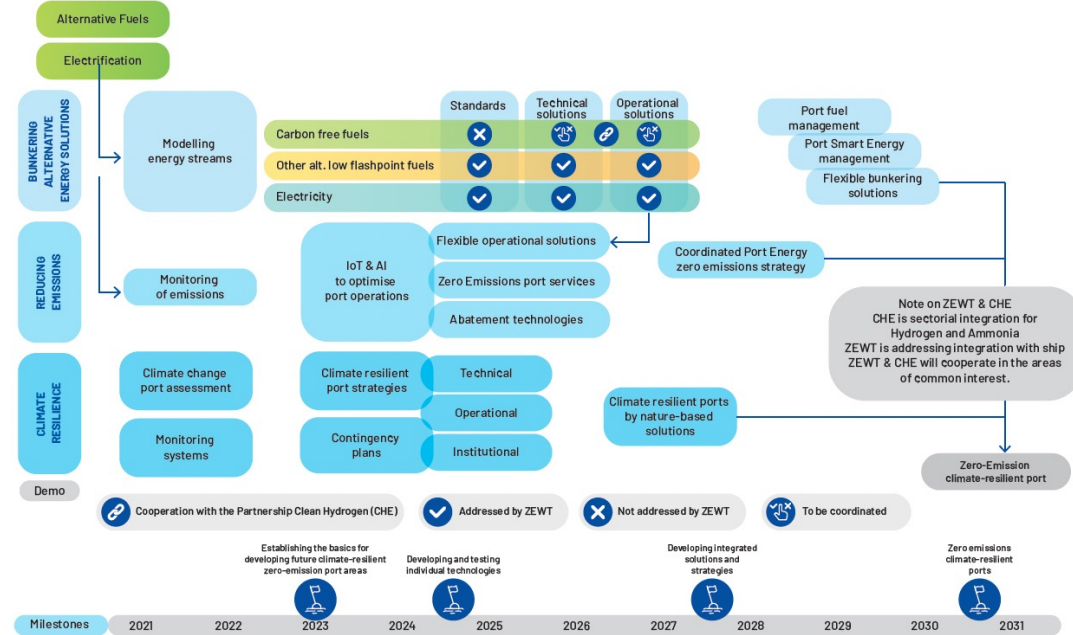 Alternative Fuels
Electrification
BUNKERING
ALTERNATIVE
ENERGY SOLUTIONS
Modelling
energy streams
Standards
Technical
solutions
Operational
solutions
Carbon free fuels
Other alt. low flashpoint fuels
Electricity
Port fuel
management
Port Smart Energy
management
Flexible bunkering
solutions
REDUCING
EMISSIONS
Monitoring
of emissions
IoT & AI
to optimise
port operations
Flexible operational solutions
Zero Emissions port services
Abatement technologies
Coordinated Port Energy
zero emissions strategy
Note on ZEWT & CHE
CHE is sectorial integration for
Hydrogen and Ammonia
ZEWT is addressing integration with ship
ZEWT & CHE will cooperate in the areas
of common interest.
CLIMATE
RESILIENCE
Climate change
port assessment
Monitoring
systems
Climate resilient
port strategies
Contingency
plans
Technical
Operational
Institutional
Climate resilient ports
by nature-based
solutions
Zero-Emission
climate-resilient port
Demo
Cooperation with the Partnership Clean Hydrogen (CHE)
Addressed by ZEWT
Not addressed by ZEWT
To be coordinated
Establishing the basics for
developing future climate-resilient
zero-emission port areas
Developing and testing
individual technologies
Developing integrated
solutions and
strategies
Zero emissions
climate-resilient
ports
Milestones 2021 2022 2023 2024 2025 2026 2027 2028 2029 2030 2031